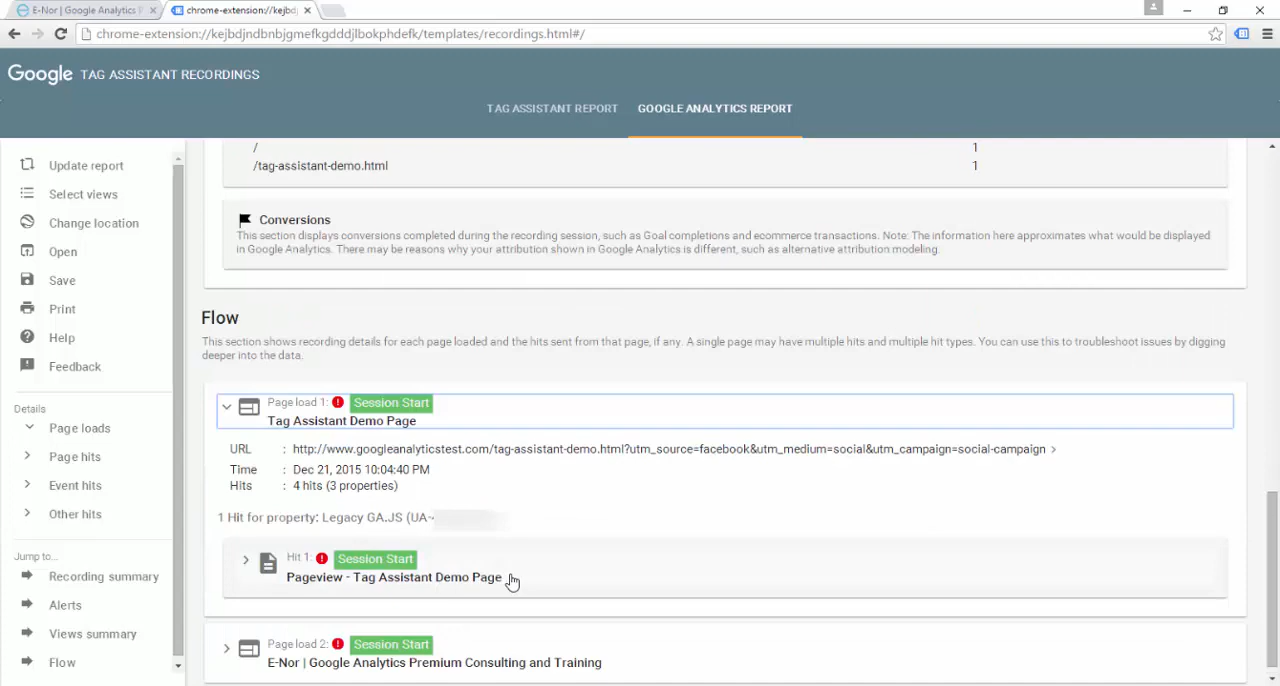 E-Nor | Google Analytics P
chrome-extension://kejbdj
chrome-extension://kejbdjndbnbjgmefkgdddjlbokphdefk/templates/recordings.html#/
Google TAG ASSISTANT RECORDINGS
TAG ASSISTANT REPORT GOOGLE ANALYTICS REPORT
Update report
Select views
Change location
Open
Save
Print
Help
Feedback
Details
Page loads
Page hits
Event hits
Other hits
Jump to...
Recording summary
Alerts
Views summary
Flow
/ 1
/tag-assistant-demo.html 1
Conversions
This section displays conversions completed during the recording session, such as Goal completions and ecommerce transactions. Note: The information here approximates what would be displayed
in Google Analytics. There may be reasons why your attribution shown in Google Analytics is different, such as alternative attribution modeling.
Flow
This section shows recording details for each page loaded and the hits sent from that page, if any. A single page may have multiple hits and multiple hit types. You can use this to troubleshoot issues by digging
deeper into the data.
Page load 1: Session Start
Tag Assistant Demo Page
URL : http://www.googleanalyticstest.com/tag-assistant-demo.html?utm_source=facebook&utm_medium=social&utm_campaign=social-campaign >
Time : Dec 21, 2015 10:04:40 PM
Hits : 4 hits (3 properties)
1 Hit for property: Legacy GA.JS (UA-
Hit 1: Session Start
Pageview - Tag Assistant Demo Page
Page load 2: Session Start
E-Nor | Google Analytics Premium Consulting and Training